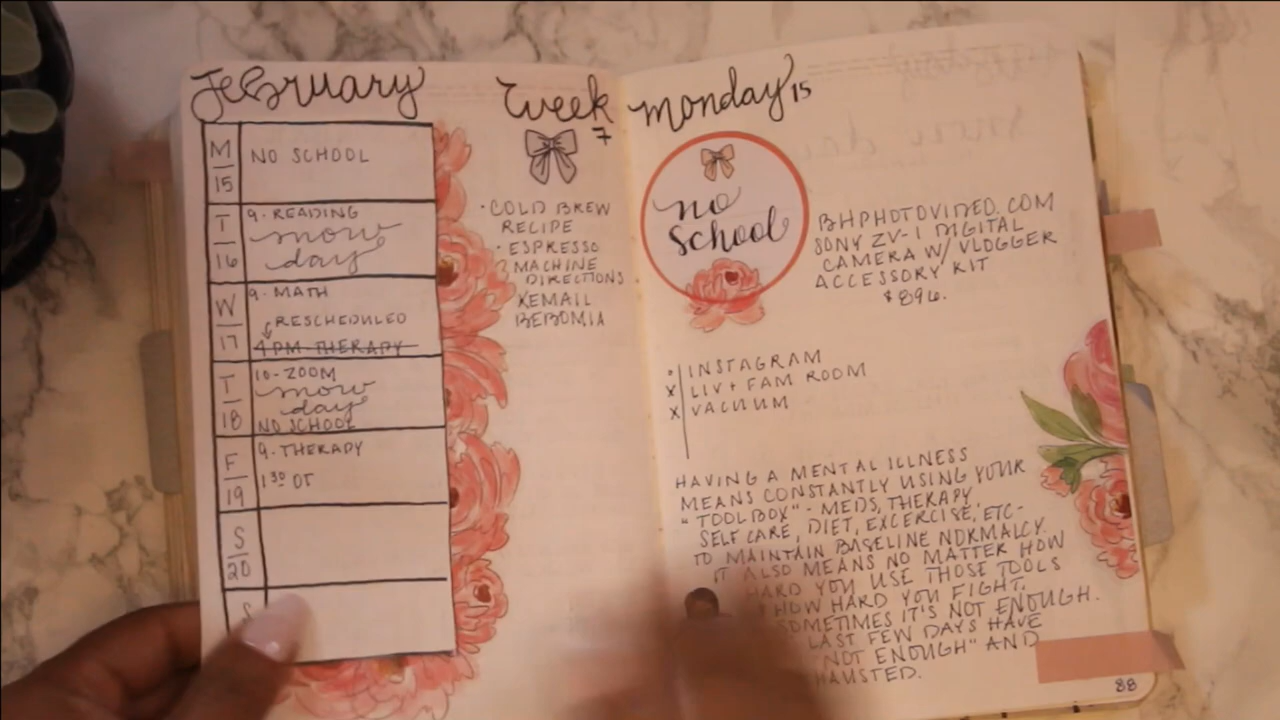 February
M
15
NO SCHOOL
T
16
9. READING
snow
day
W
17
9. MATH
RESCHEDULED
4PM THERAPY
T
18
10-ZOOM
snow
day
NO SCHOOL
F
19
9. THERAPY
1 30 OT
S
20
S
Week
7
• COLD BREW
RECIPE
• ESPRESSO
MACHINE
DIRECTIONS
X EMAIL
BEBOMIA
monday 15
no
school
BHPHOTOVIDEO.COM
SONY ZV-1 DIGITAL
CAMERA W/ VLOGGER
ACCESSORY KIT
$896.
• INSTAGRAM
X LIV + FAM ROOM
X VACUUM
HAVING A MENTAL ILLNESS
MEANS CONSTANTLY USING YOUR
"TOOLBOX" - MEDS, THERAPY,
SELF CARE, DIET, EXCERCISE, ETC-
TO MAINTAIN BASELINE NORMALCY.
IT ALSO MEANS NO MATTER HOW
HARD YOU USE THOSE TOOLS
HOW HARD YOU FIGHT,
SOMETIMES IT'S NOT ENOUGH.
LAST FEW DAYS HAVE
"NOT ENOUGH" AND
HAUSTED.
88